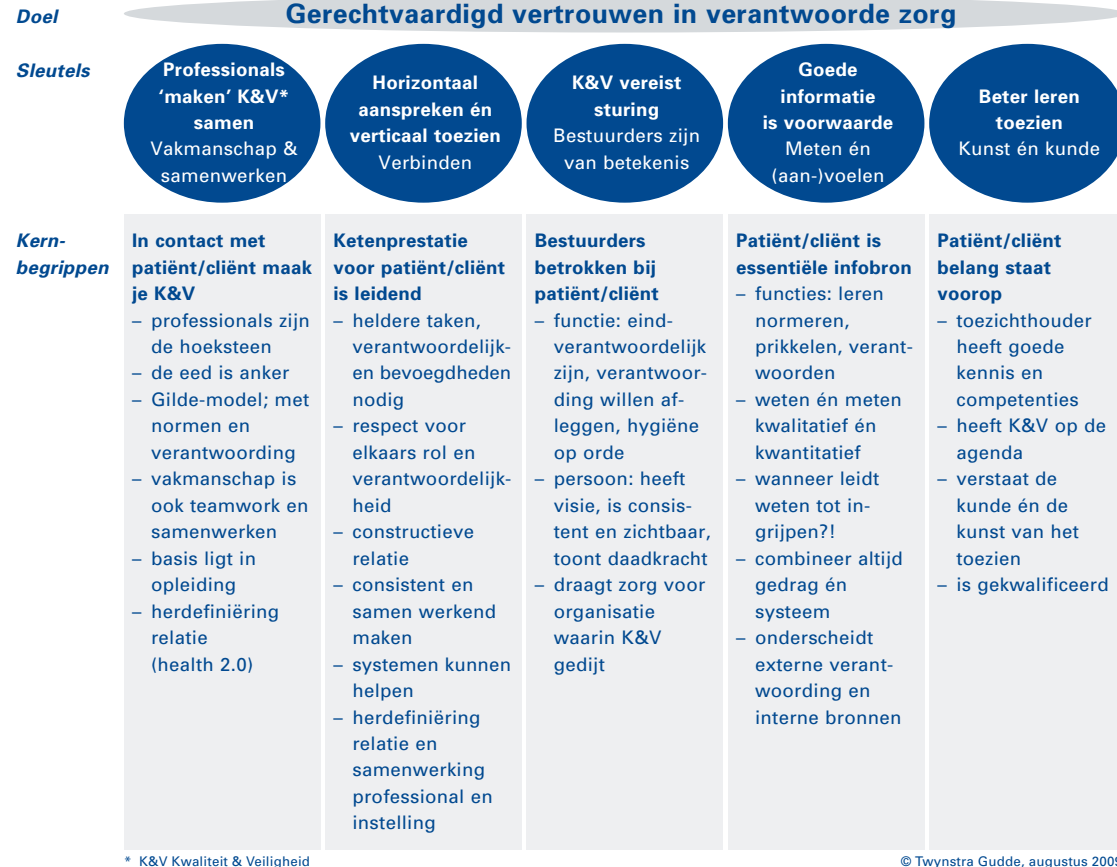 Doel
Gerechtvaardigd vertrouwen in verantwoorde zorg
Sleutels
Professionals
‘maken’ K&V*
samen
Vakmanschap &
samenwerken
Horizontaal
aanspreken én
verticaal toezien
Verbinden
K&V vereist
sturing
Bestuurders zijn
van betekenis
Goede
informatie
is voorwaarde
Meten én
(aan-)voelen
Beter leren
toezien
Kunst én kunde
Kern-
begrippen
In contact met
patiënt/cliënt maak
je K&V
– professionals zijn
de hoeksteen
– de eed is anker
– Gilde-model; met
normen en
verantwoording
– vakmanschap is
ook teamwork en
samenwerken
– basis ligt in
opleiding
– herdefiniëring
relatie
(health 2.0)
Ketenprestatie
voor patiënt/cliënt
is leidend
– heldere taken,
verantwoordelijk-
en bevoegdheden
nodig
– respect voor
elkaars rol en
verantwoordelijk-
heid
– constructieve
relatie
– consistent en
samen werkend
maken
– systemen kunnen
helpen
– herdefiniëring
relatie en
samenwerking
professional en
instelling
Bestuurders
betrokken bij
patiënt/cliënt
– functie: eind-
verantwoordelijk
zijn, verantwoor-
ding willen af-
leggen, hygiëne
op orde
– persoon: heeft
visie, is consis-
tent en zichtbaar,
toont daadkracht
– draagt zorg voor
organisatie
waarin K&V
gedijt
Patiënt/cliënt is
essentiële infobron
– functies: leren
normeren,
prikkelen, verant-
woorden
– weten én meten
kwalitatief én
kwantitatief
– wanneer leidt
weten tot in-
grijpen?!
– combineer altijd
gedrag én
systeem
– onderscheidt
externe verant-
woording en
interne bronnen
Patiënt/cliënt
belang staat
voorop
– toezichthouder
heeft goede
kennis en
competenties
– heeft K&V op de
agenda
– verstaat de
kunde én de
kunst van het
toezien
– is gekwalificeerd
* K&V Kwaliteit & Veiligheid
© Twynstra Gudde, augustus 2009